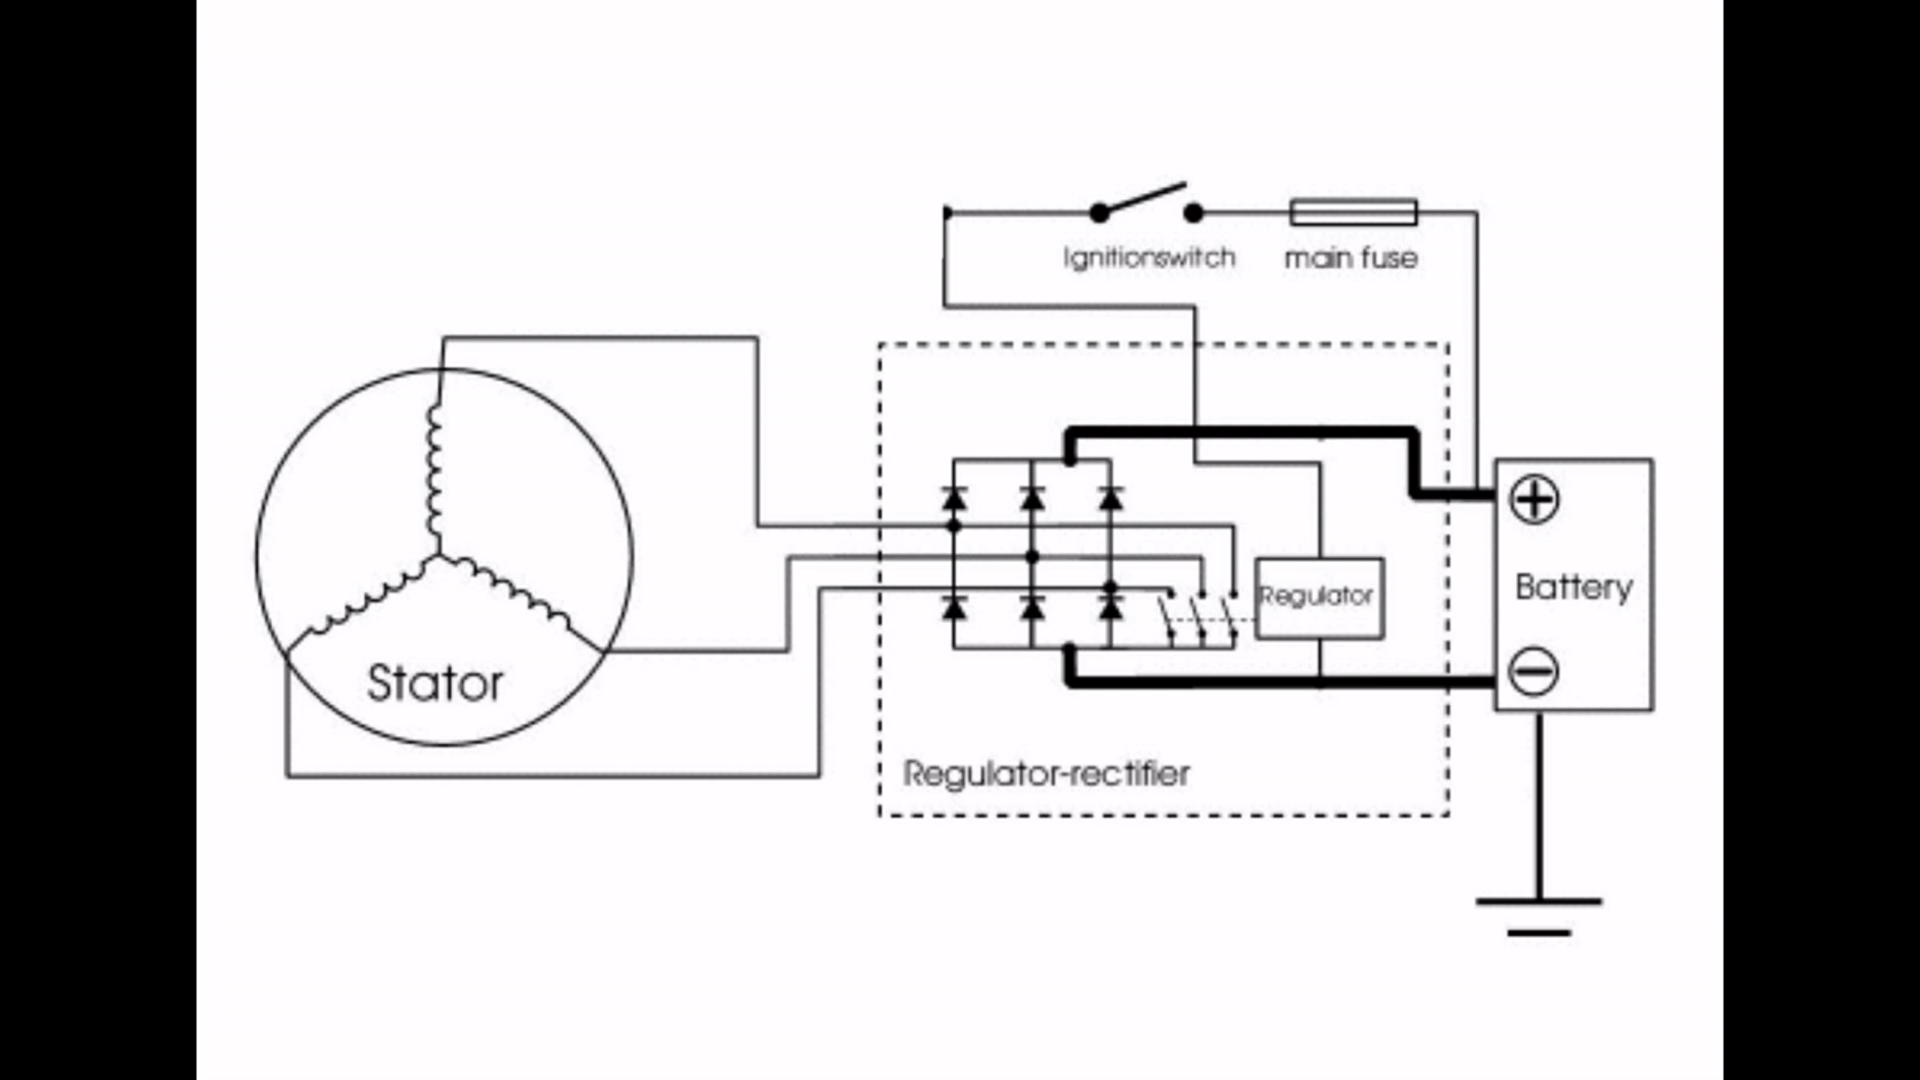 Ignitionswitch
main fuse
Regulator
Battery
Stator
Regulator-rectifier